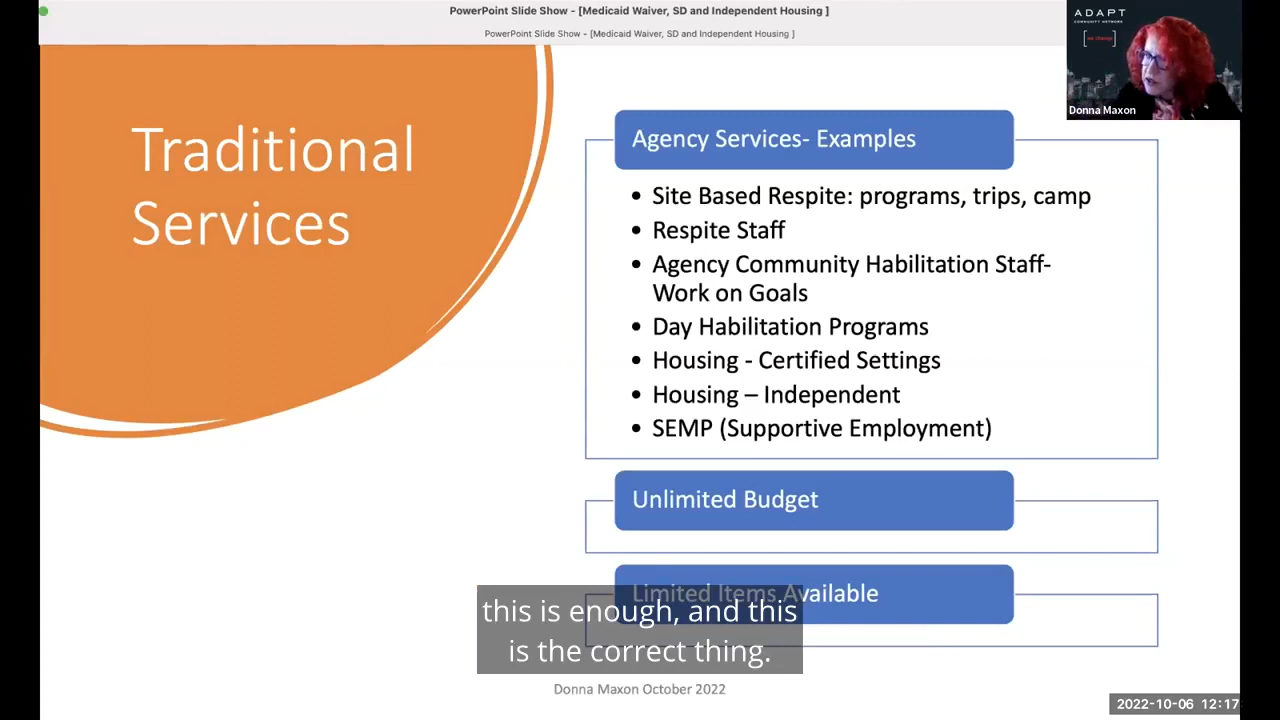 PowerPoint Slide Show - [Medicaid Waiver, SD and Independent Housing ]
PowerPoint Slide Show - [Medicaid Waiver, SD and Independent Housing ]
ADAPT
COMMUNITY NETWORK
Donna Maxon
Traditional
Services
Agency Services- Examples
• Site Based Respite: programs, trips, camp
• Respite Staff
• Agency Community Habilitation Staff-
Work on Goals
• Day Habilitation Programs
• Housing - Certified Settings
• Housing – Independent
• SEMP (Supportive Employment)
Unlimited Budget
Limited Items Available
this is enough, and this
is the correct thing.
Donna Maxon October 2022
2022-10-06 12:17